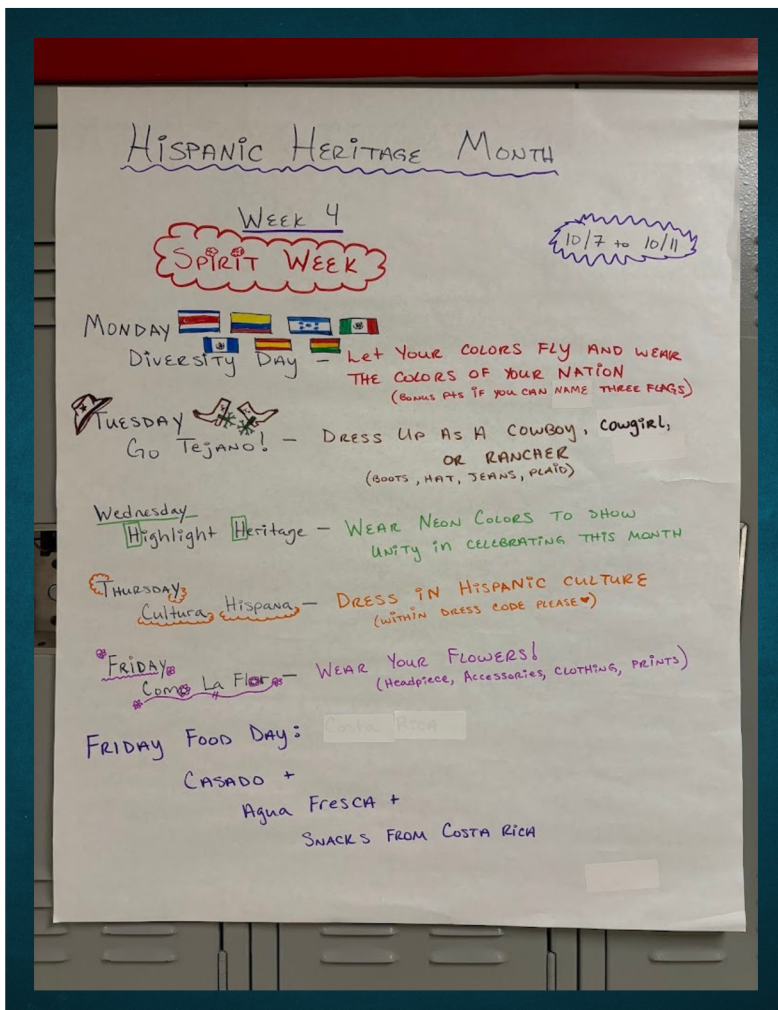 HISPANIC HERITAGE MONTH
WEEK 4
SPIRIT WEEK
10/7 to 10/11
MONDAY
DIVERSITY DAY - Let YOUR COLORS FLY AND WEAR
THE COLORS OF YOUR NATION
(BONUS Pts IF YOU CAN NAME THREE FLAGS)
TUESDAY
GO TEJANO! - DRESS UP AS A COWBOY, COWgiRL,
OR RANCHER
(BOOTS, HAT, JEANS, PLAID)
Wednesday
Highlight Heritage - WEAR NEON COLORS TO SHOW
UNITY in CELEBRATING THIS MONTH
THURSDAY
Cultura Hispana - DRESS iN HISPANIC CULTURE
(WITHIN DRESS CODE PLEASE ♥)
FRIDAY
Como La Flor - WEAR YOUR FLOWERS!
(Headpiece, Accessories, CLOTHING, PRINTS)
FRIDAY FOOD DAY: Costa RICA
CASADO +
Agua FRESCA +
SNACKS FROM COSTA RICA